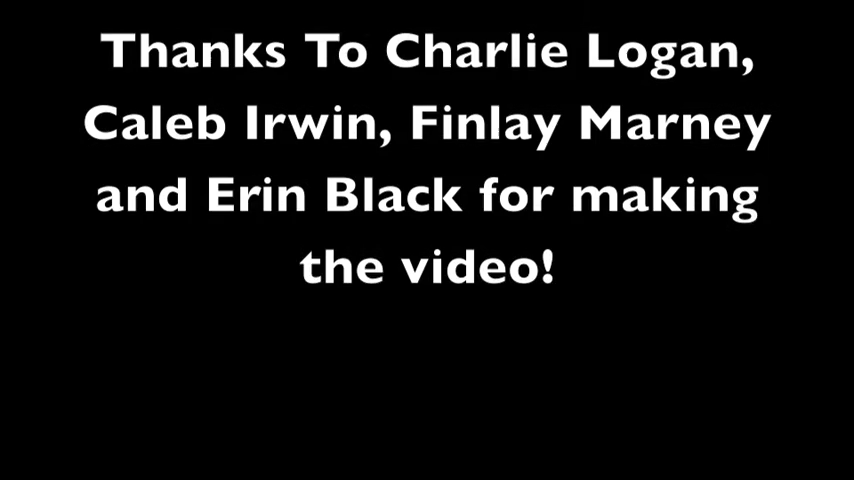 Thanks To Charlie Logan,
Caleb Irwin, Finlay Marney
and Erin Black for making
the video!